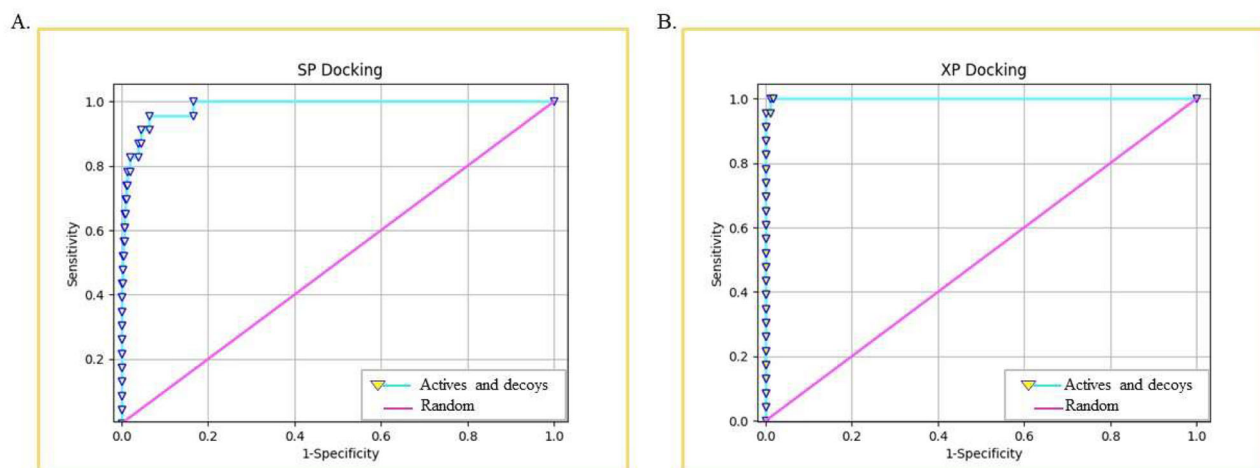 A.
SP Docking
Sensitivity
1.0
0.8
0.6
0.4
0.2
0.0 0.2 0.4 0.6 0.8 1.0
1-Specificity
Actives and decoys
Random
B.
XP Docking
Sensitivity
1.0
0.8
0.6
0.4
0.2
0.0
0.0 0.2 0.4 0.6 0.8 1.0
1-Specificity
Actives and decoys
Random